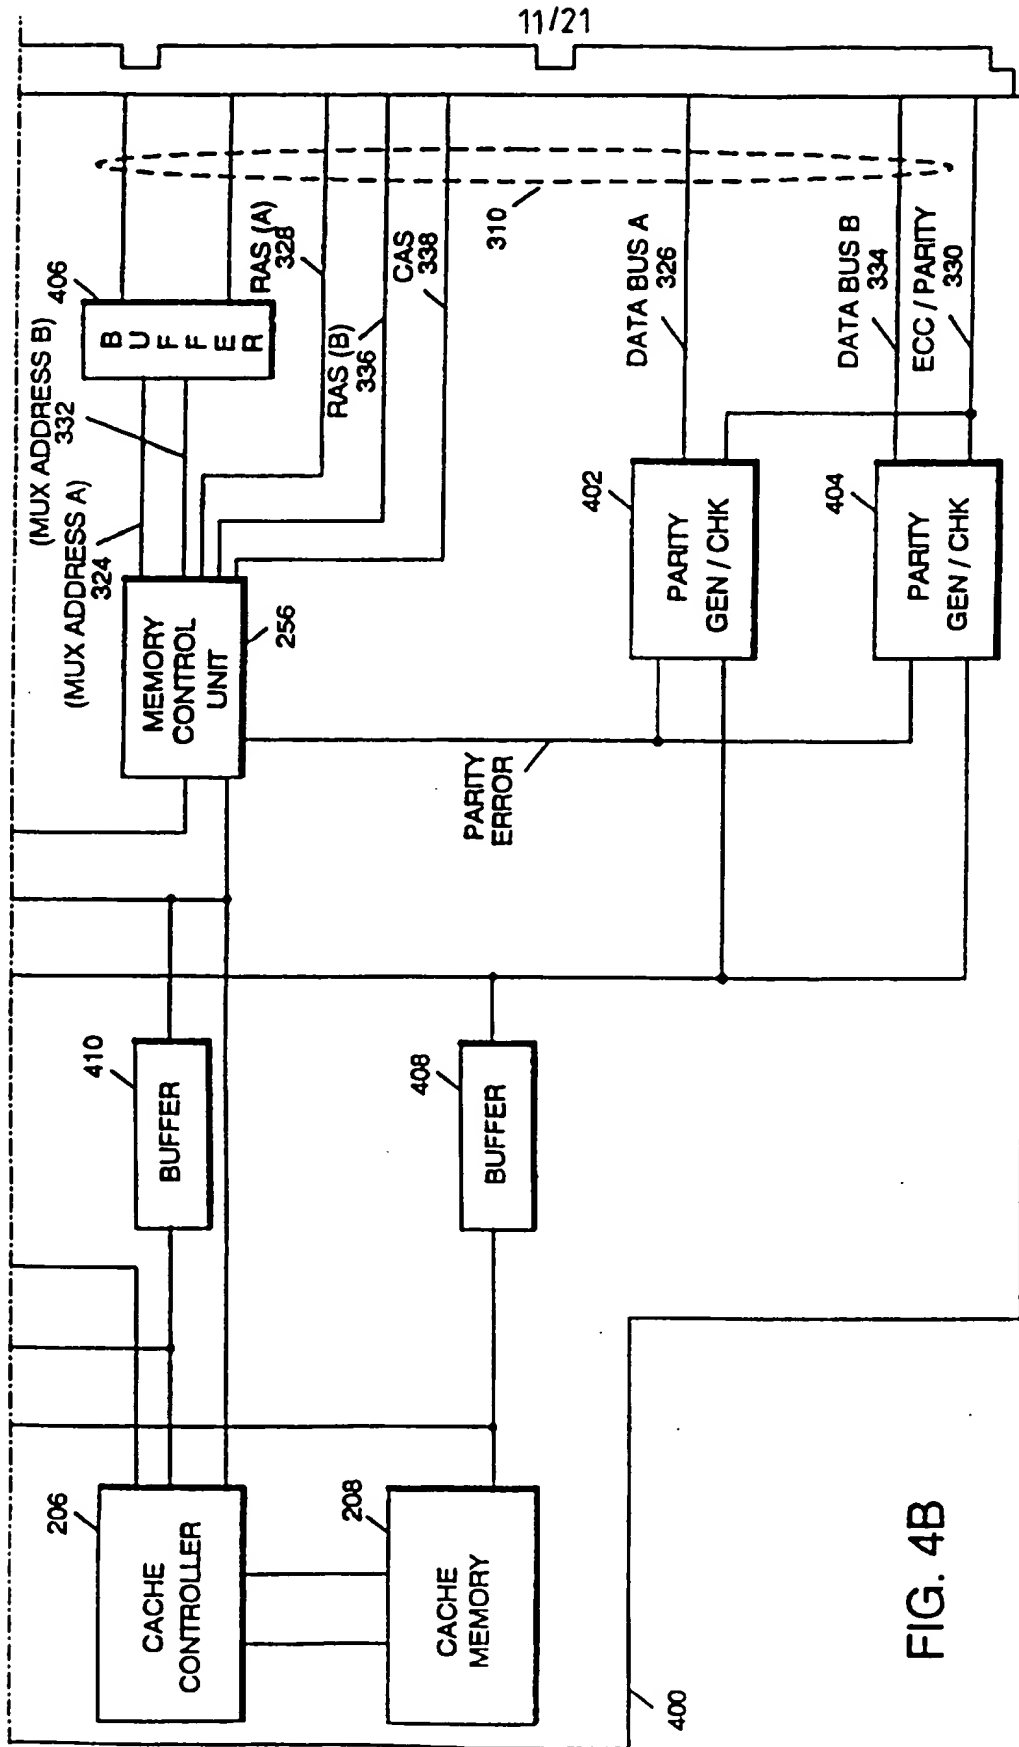 11/21
(MUX ADDRESS B)
332
(MUX ADDRESS A)
324
406
BUFFER
RAS (A)
328
RAS (B)
336
CAS
338
310
DATA BUS A
326
DATA BUS B
334
ECC / PARITY
330
MEMORY
CONTROL
UNIT
256
402
PARITY
GEN / CHK
404
PARITY
GEN / CHK
PARITY
ERROR
410
BUFFER
408
BUFFER
206
CACHE
CONTROLLER
208
CACHE
MEMORY
400
FIG. 4B